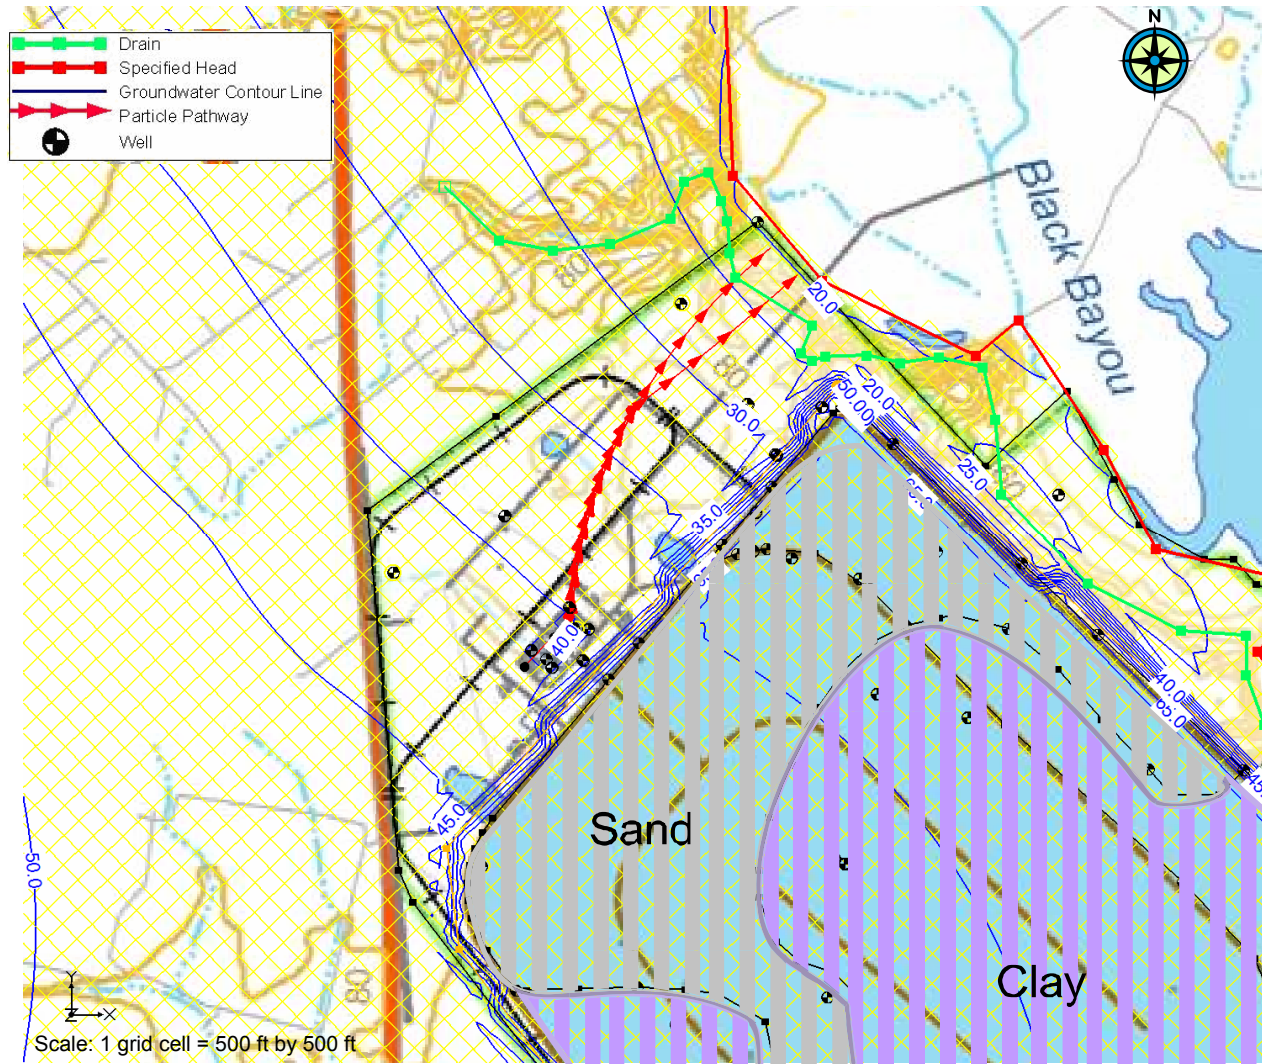 Drain
Specified Head
Groundwater Contour Line
Particle Pathway
Well
N
Black Bayou
80
20.0
80
30.0
50.00
20.0
25.0
60
35.0
40.0
40.0
65.0
45.0
50.0
Sand
Clay
80
Y
Z
X
Scale: 1 grid cell = 500 ft by 500 ft